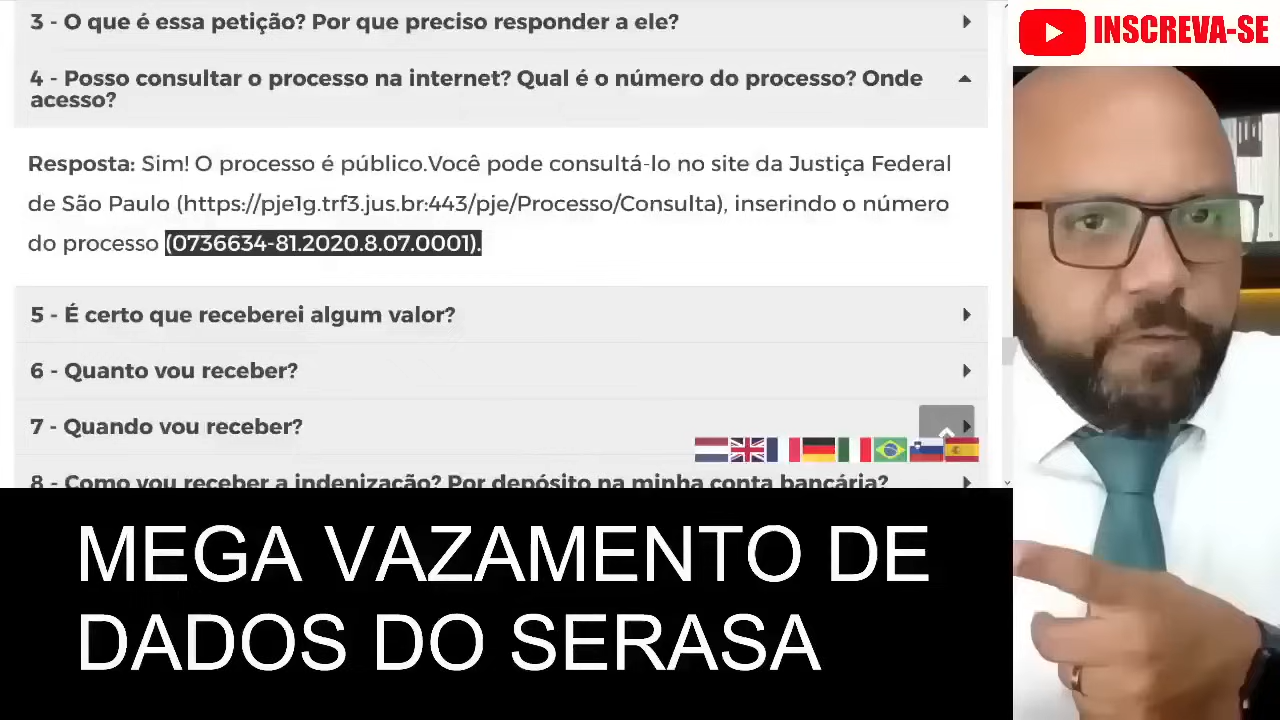 3 - O que é essa petição? Por que preciso responder a ele?
4 - Posso consultar o processo na internet? Qual é o número do processo? Onde
acesso?
Resposta: Sim! O processo é público.Você pode consultá-lo no site da Justiça Federal
de São Paulo (https://pje1g.trf3.jus.br:443/pje/Processo/Consulta), inserindo o número
do processo (0736634-81.2020.8.07.0001).
5 - É certo que receberei algum valor?
6 - Quanto vou receber?
7 - Quando vou receber?
8 - Como vou receber a indenização? Por depósito na minha conta bancária?
INSCREVA-SE
MEGA VAZAMENTO DE
DADOS DO SERASA